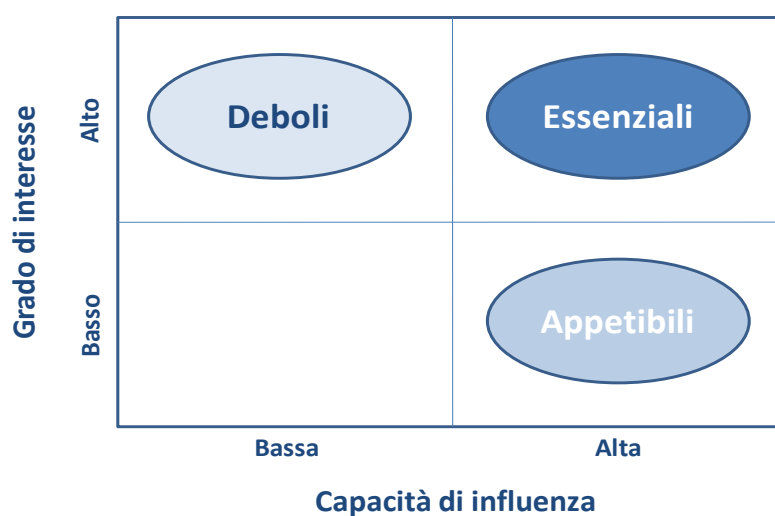 Grado di interesse
Alto
Basso
Deboli
Essenziali
Appetibili
Bassa
Alta
Capacità di influenza